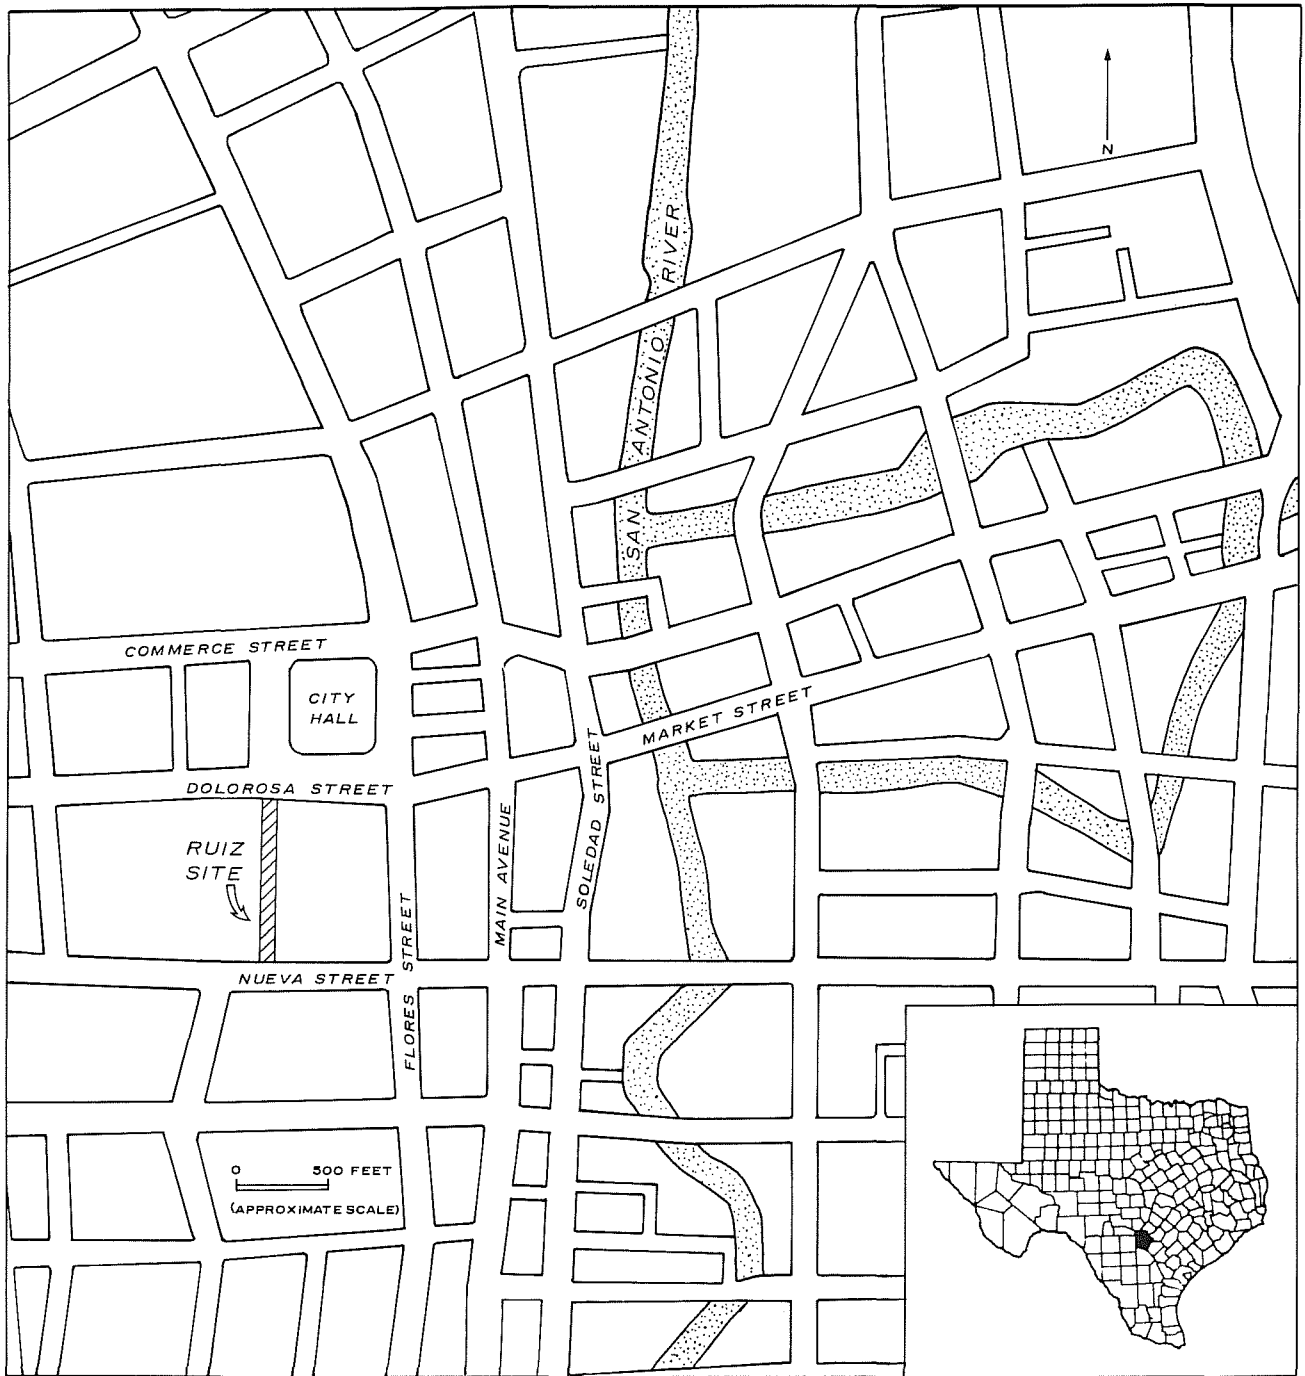 N
SAN ANTONIO RIVER
COMMERCE STREET
CITY
HALL
MARKET STREET
DOLOROSA STREET
SOLEDAD STREET
MAIN AVENUE
RUIZ
SITE
FLORES STREET
NUEVA STREET
0 500 FEET
(APPROXIMATE SCALE)